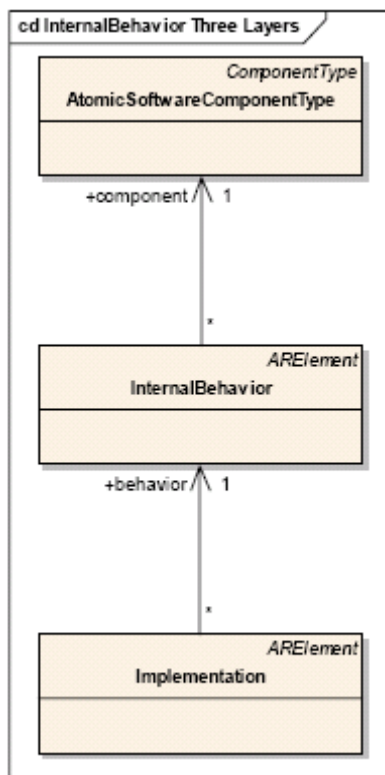 cd InternalBehavior Three Layers
ComponentType
AtomicSoftwareComponentType
+component 1
*
ARElement
InternalBehavior
+behavior 1
*
ARElement
Implementation